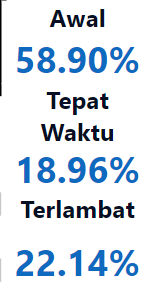 Awal
58.90%
Tepat
Waktu
18.96%
Terlambat
22.14%